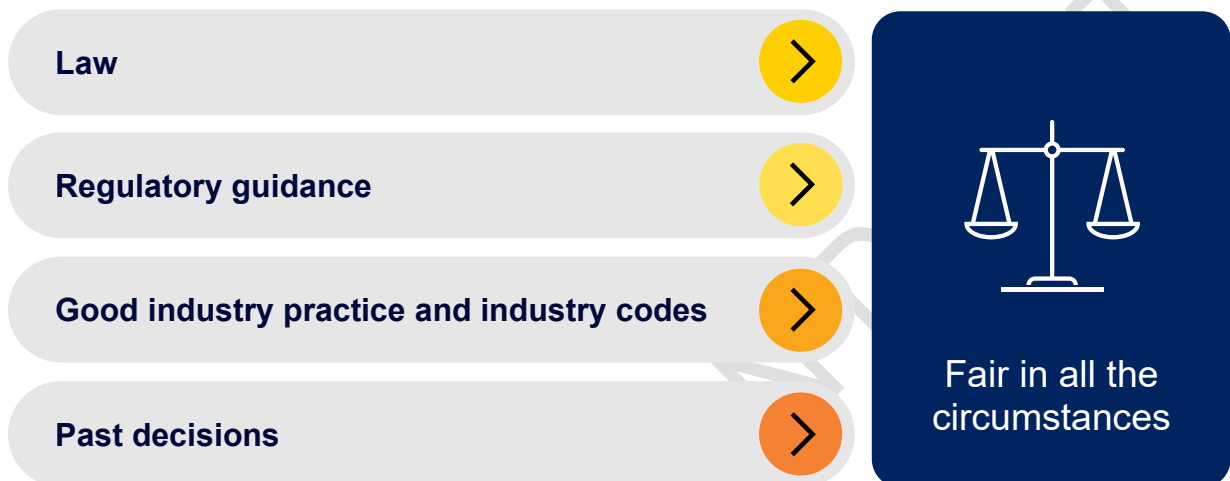 Law
Regulatory guidance
Good industry practice and industry codes
Past decisions
Fair in all the
circumstances